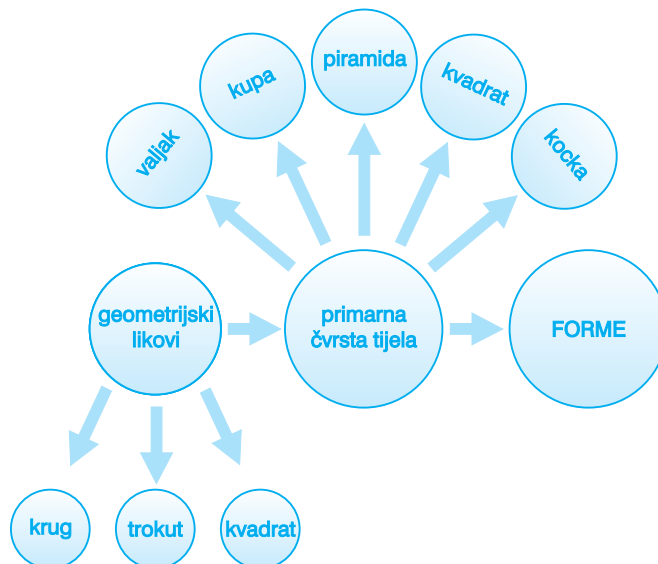 valjak
kupa
piramida
kvadrat
kocka
geometrijski
likovi
primarna
čvrsta tijela
FORME
krug
trokut
kvadrat